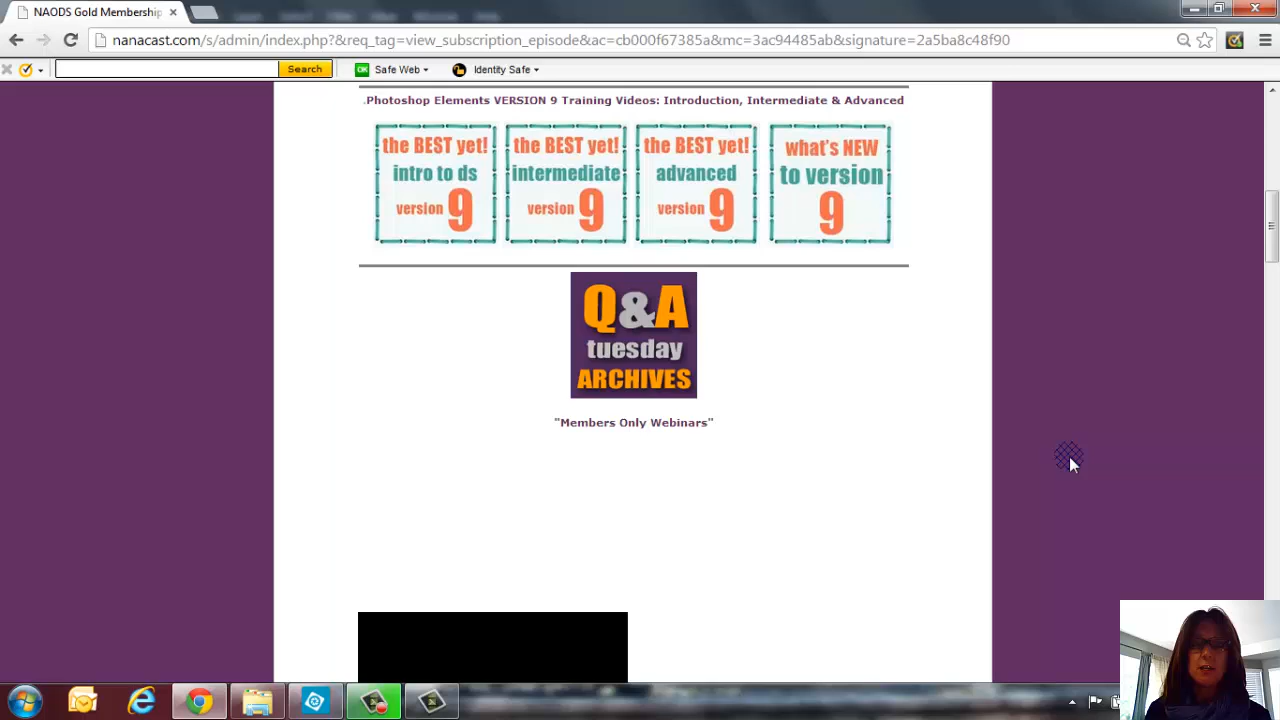 NAODS Gold Membership
nanacast.com/s/admin/index.php?&req_tag=view_subscription_episode&ac=cb000f67385a&mc=3ac94485ab&signature=2a5ba8c48f90
Search
OK Safe Web
Identity Safe
.Photoshop Elements VERSION 9 Training Videos: Introduction, Intermediate & Advanced
the BEST yet!
intro to ds
version 9
the BEST yet!
intermediate
version 9
the BEST yet!
advanced
version 9
what's NEW
to version
9
Q&A
tuesday
ARCHIVES
"Members Only Webinars"